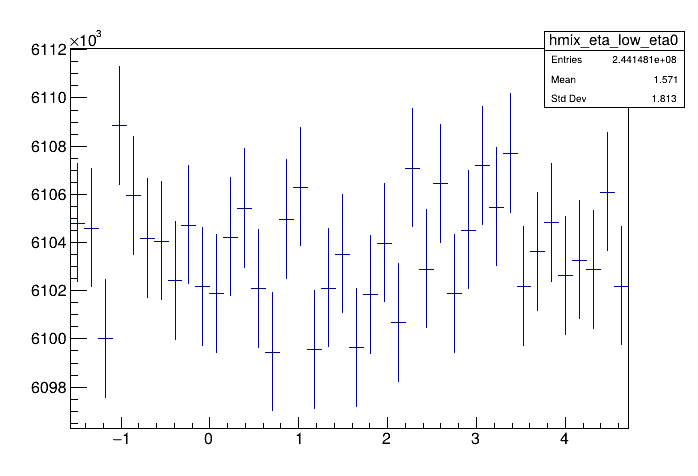 ×10³
hmix_eta_low_eta0
Entries 2.441481e+08
Mean 1.571
Std Dev 1.813
6112
6110
6108
6106
6104
6102
6100
6098
−1 0 1 2 3 4